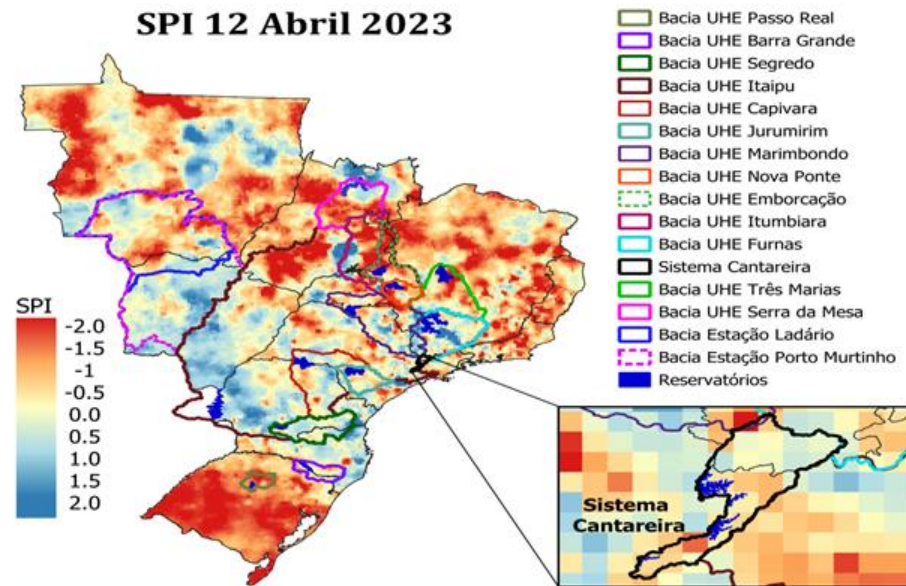 SPI 12 Abril 2023
Bacia UHE Passo Real
Bacia UHE Barra Grande
Bacia UHE Segredo
Bacia UHE Itaipu
Bacia UHE Capivara
Bacia UHE Jurumirim
Bacia UHE Marimbondo
Bacia UHE Nova Ponte
Bacia UHE Emborcação
Bacia UHE Itumbiara
Bacia UHE Furnas
Sistema Cantareira
Bacia UHE Três Marias
Bacia UHE Serra da Mesa
Bacia Estação Ladário
Bacia Estação Porto Murtinho
Reservatórios
SPI
-2.0
-1.5
-1
-0.5
0.0
0.5
1.0
1.5
2.0
Sistema
Cantareira